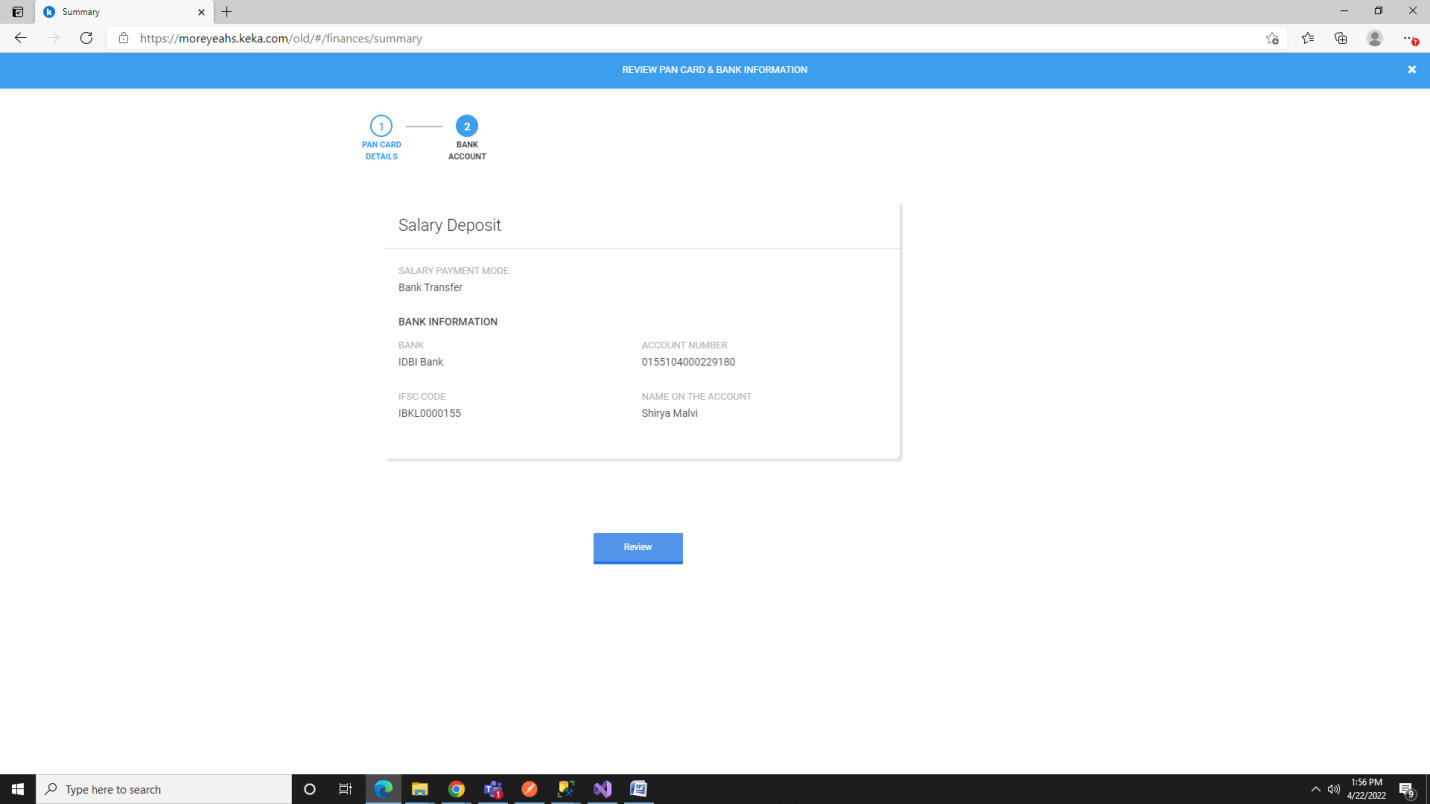 Summary
https://moreyeahs.keka.com/old/#/finances/summary
REVIEW PAN CARD & BANK INFORMATION
1
2
PAN CARD
DETAILS
BANK
ACCOUNT
Salary Deposit
SALARY PAYMENT MODE
Bank Transfer
BANK INFORMATION
BANK
ACCOUNT NUMBER
IDBI Bank
0155104000229180
IFSC CODE
NAME ON THE ACCOUNT
IBKL0000155
Shirya Malvi
Review
Type here to search
1:56 PM
4/22/2022